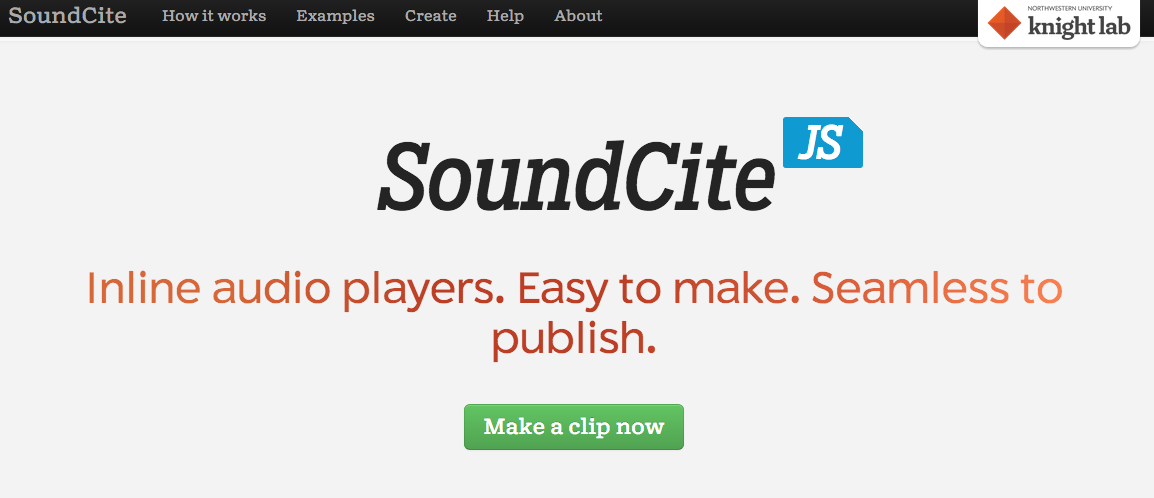 SoundCite How it works Examples Create Help About
NORTHWESTERN UNIVERSITY
knight lab
SoundCite JS
Inline audio players. Easy to make. Seamless to
publish.
Make a clip now